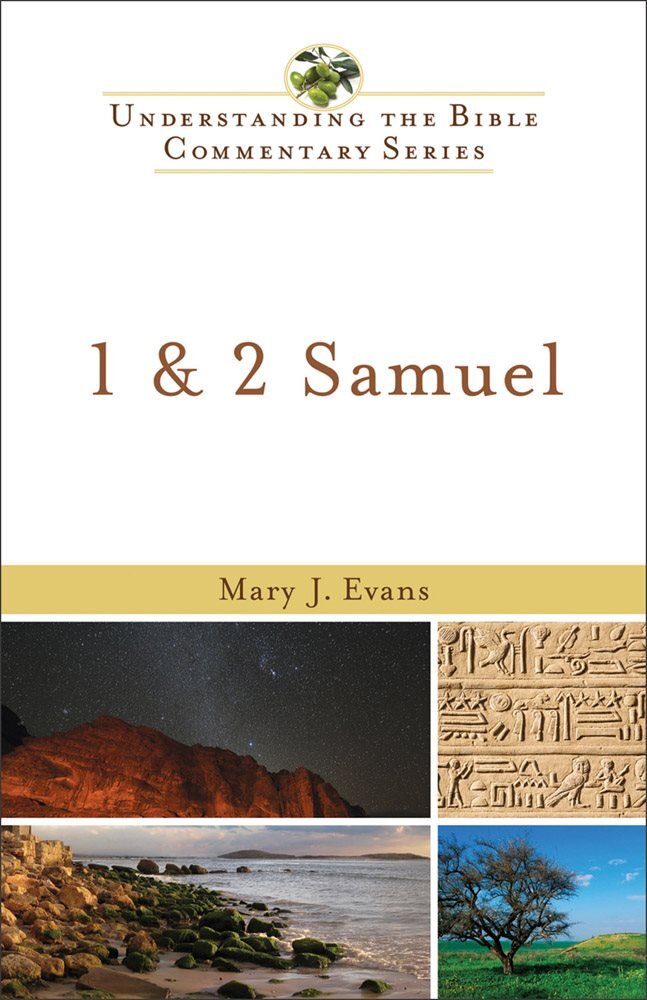 Understanding the Bible
Commentary Series
1 & 2 Samuel
Mary J. Evans